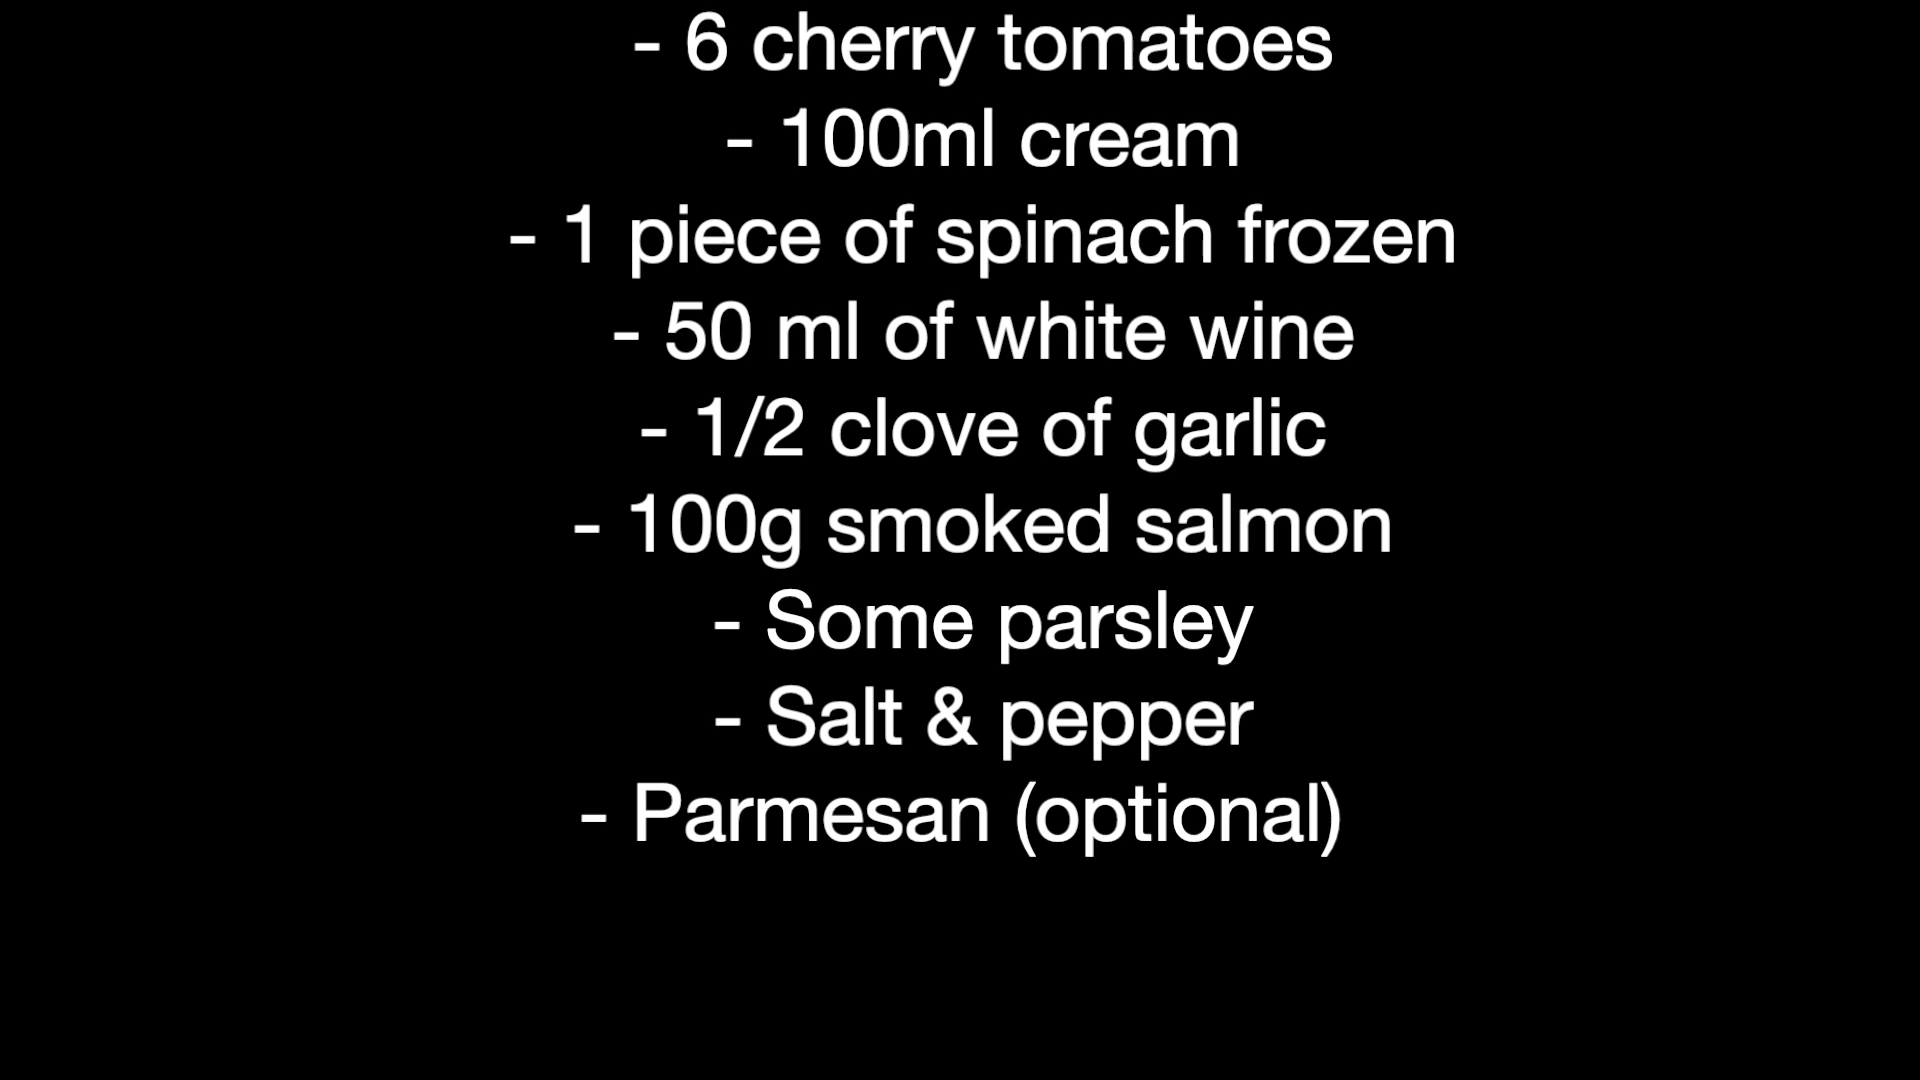 - 6 cherry tomatoes
- 100ml cream
- 1 piece of spinach frozen
- 50 ml of white wine
- 1/2 clove of garlic
- 100g smoked salmon
- Some parsley
- Salt & pepper
- Parmesan (optional)